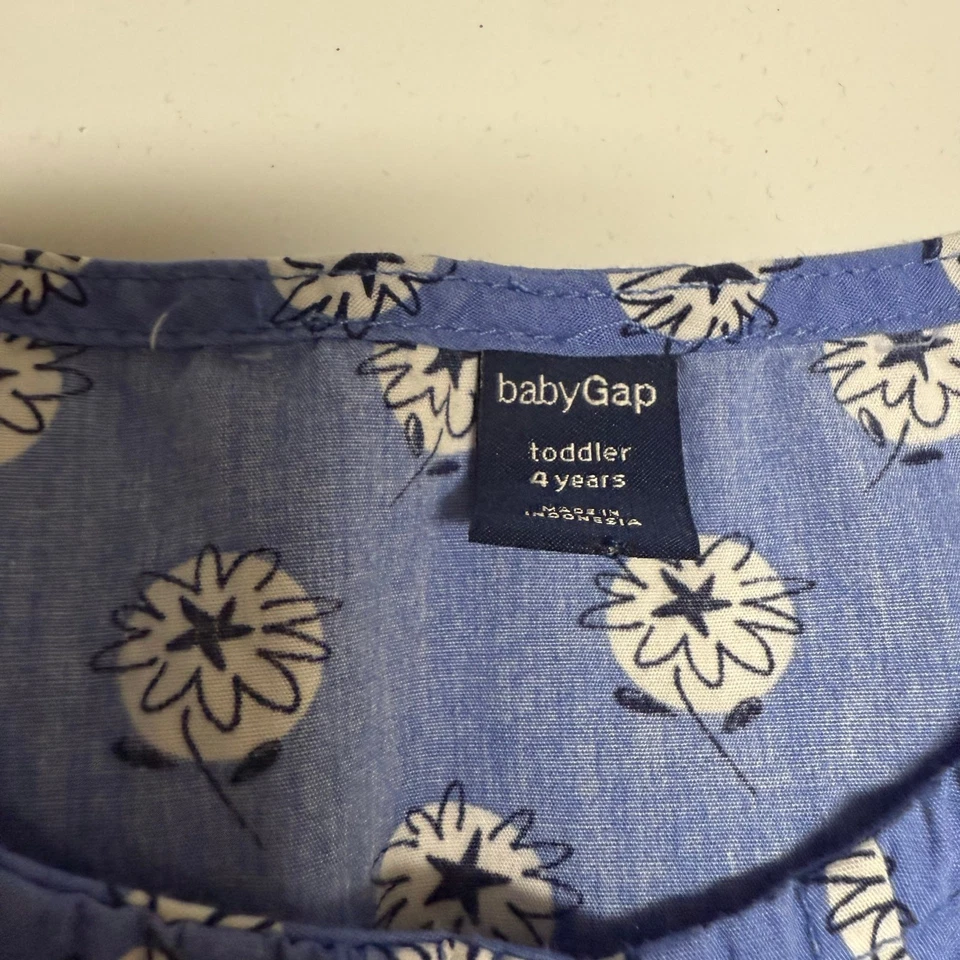 babyGap
toddler
4 years
MADE IN
INDONESIA